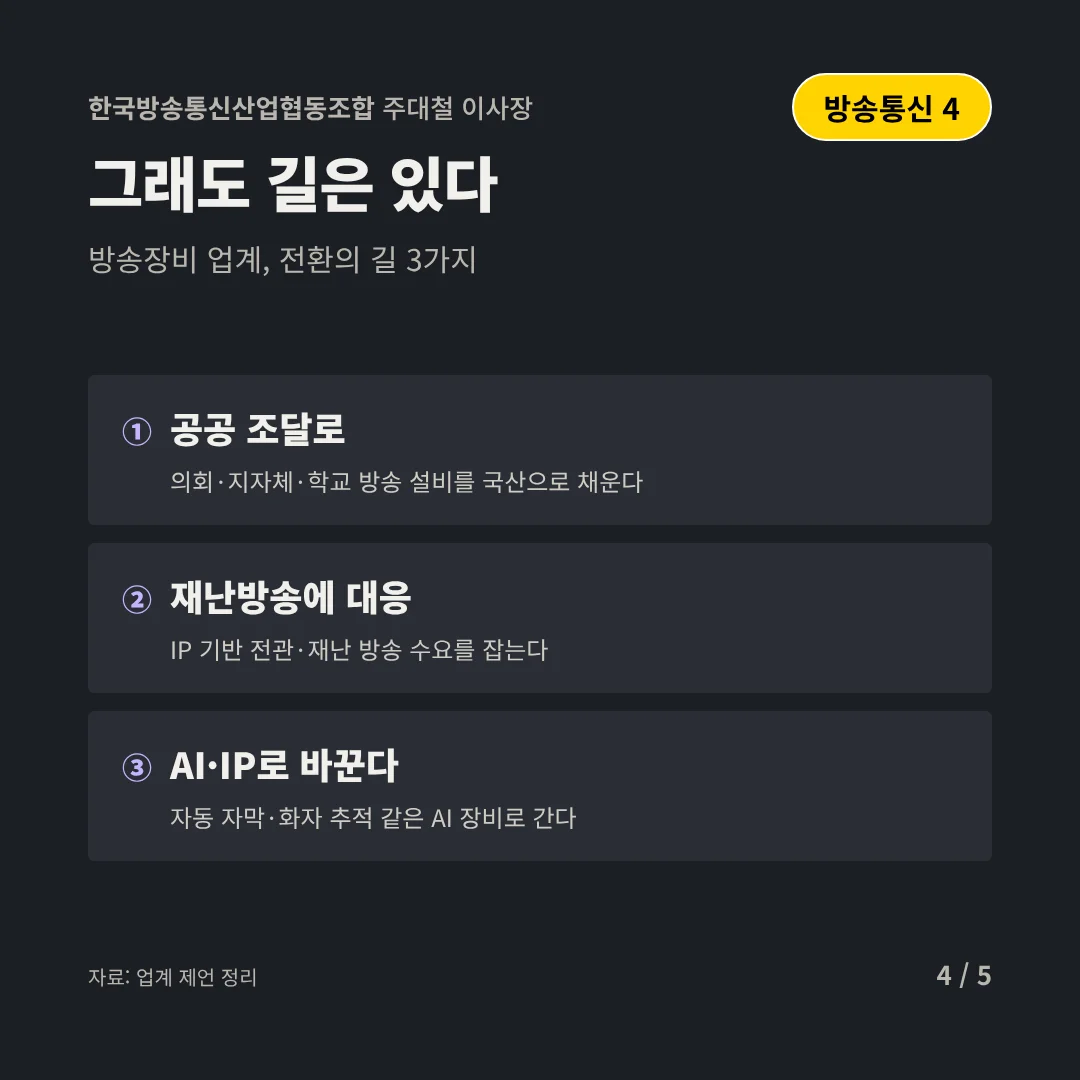 한국방송통신산업협동조합 주대철 이사장
방송통신 4
그래도 길은 있다
방송장비 업계, 전환의 길 3가지
① 공공 조달로
의회·지자체·학교 방송 설비를 국산으로 채운다
② 재난방송에 대응
IP 기반 전관·재난 방송 수요를 잡는다
③ AI·IP로 바꾼다
자동 자막·화자 추적 같은 AI 장비로 간다
자료: 업계 제언 정리
4 / 5